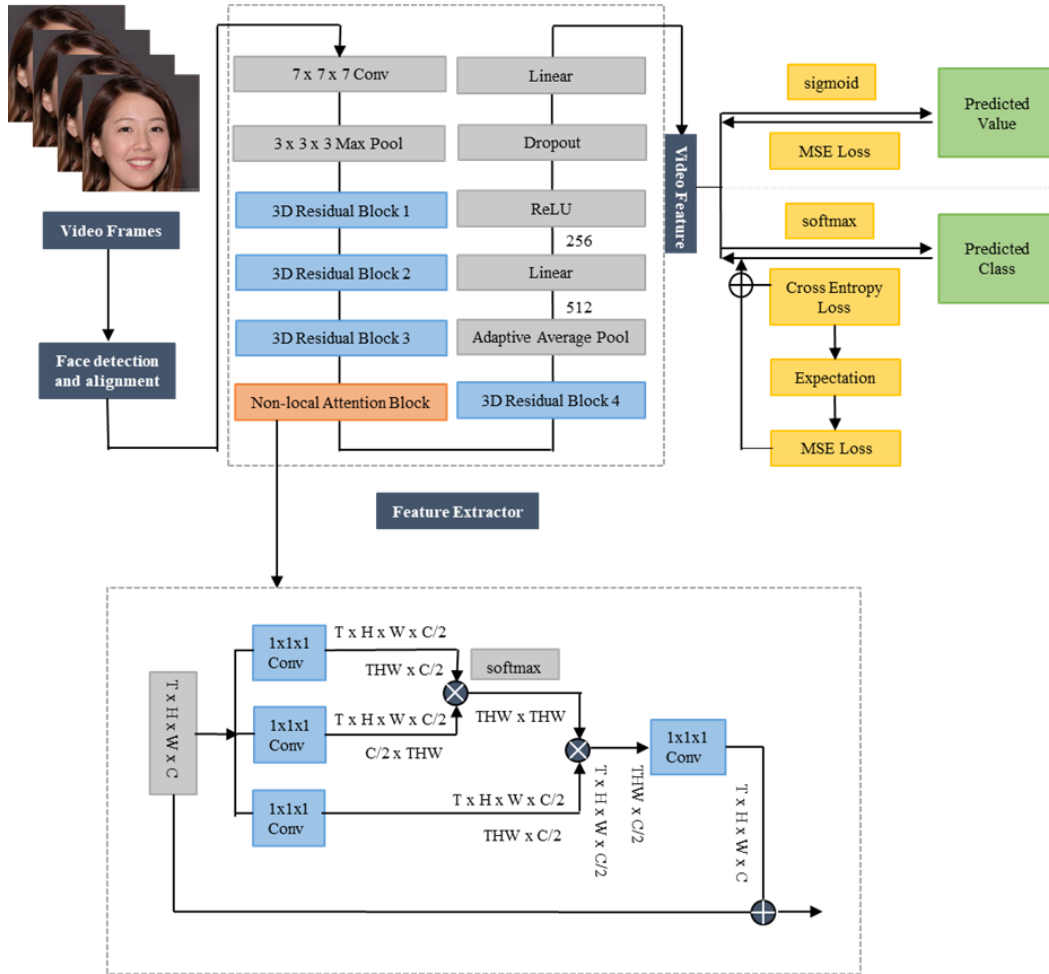 Video Frames
Face detection
and alignment
7 x 7 x 7 Conv
3 x 3 x 3 Max Pool
3D Residual Block 1
3D Residual Block 2
3D Residual Block 3
Non-local Attention Block
Linear
Dropout
ReLU
256
Linear
512
Adaptive Average Pool
3D Residual Block 4
Feature Extractor
Video Feature
sigmoid
MSE Loss
Predicted
Value
softmax
Predicted
Class
Cross Entropy
Loss
Expectation
MSE Loss
T x H x W x C
1x1x1
Conv
T x H x W x C/2
THW x C/2
softmax
1x1x1
Conv
T x H x W x C/2
C/2 x THW
THW x THW
1x1x1
Conv
T x H x W x C/2
THW x C/2
T x H x W x C/2
THW x C/2
1x1x1
Conv
T x H x W x C